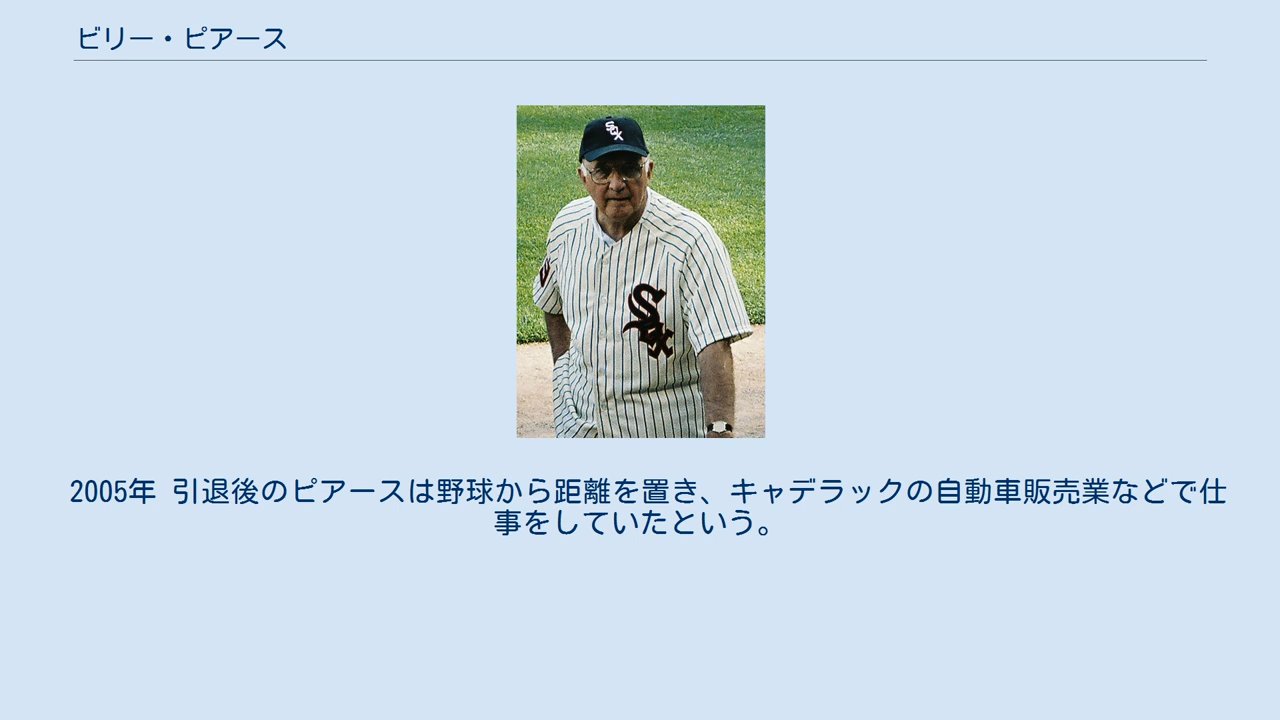 ビリー・ピアース
Sox
Sox
2005年 引退後のピアースは野球から距離を置き、キャデラックの自動車販売業などで仕
事をしていたという。